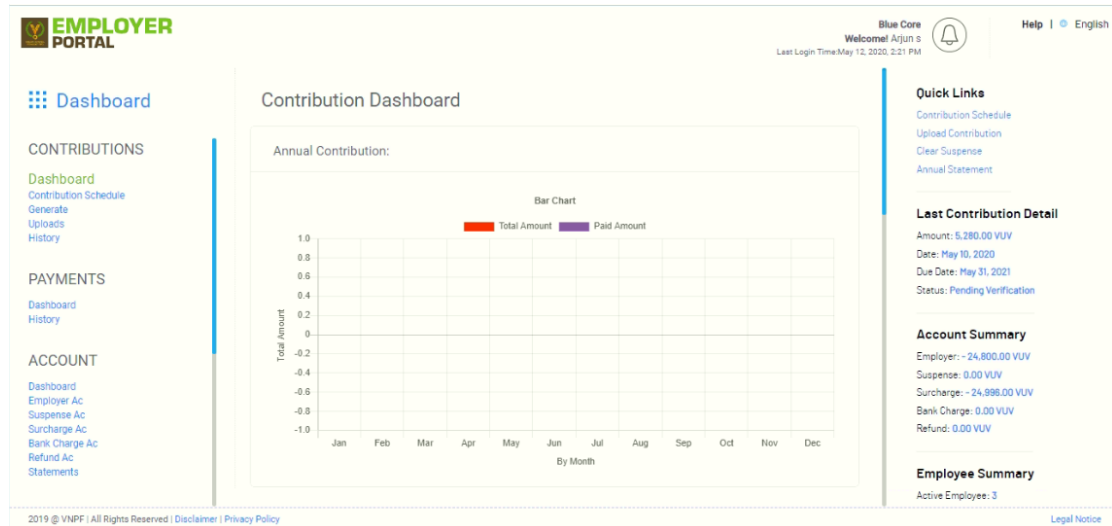 EMPLOYER
PORTAL
Blue Core
Welcome! Arjun s
Last Login Time:May 12, 2020, 2:21 PM
Help | English
Dashboard
CONTRIBUTIONS
Dashboard
Contribution Schedule
Generate
Uploads
History
PAYMENTS
Dashboard
History
ACCOUNT
Dashboard
Employer Ac
Suspense Ac
Surcharge Ac
Bank Charge Ac
Refund Ac
Statements
Contribution Dashboard
Annual Contribution:
Bar Chart
Total Amount Paid Amount
1.0
0.8
0.6
0.4
0.2
0
-0.2
-0.4
-0.6
-0.8
-1.0
Total Amount
Jan Feb Mar Apr May Jun Jul Aug Sep Oct Nov Dec
By Month
Quick Links
Contribution Schedule
Upload Contribution
Clear Suspense
Annual Statement
Last Contribution Detail
Amount: 5,280.00 VUV
Date: May 10, 2020
Due Date: May 31, 2021
Status: Pending Verification
Account Summary
Employer: - 24,800.00 VUV
Suspense: 0.00 VUV
Surcharge: - 24,996.00 VUV
Bank Charge: 0.00 VUV
Refund: 0.00 VUV
Employee Summary
Active Employee: 3
2019 @ VNPF | All Rights Reserved | Disclaimer | Privacy Policy
Legal Notice